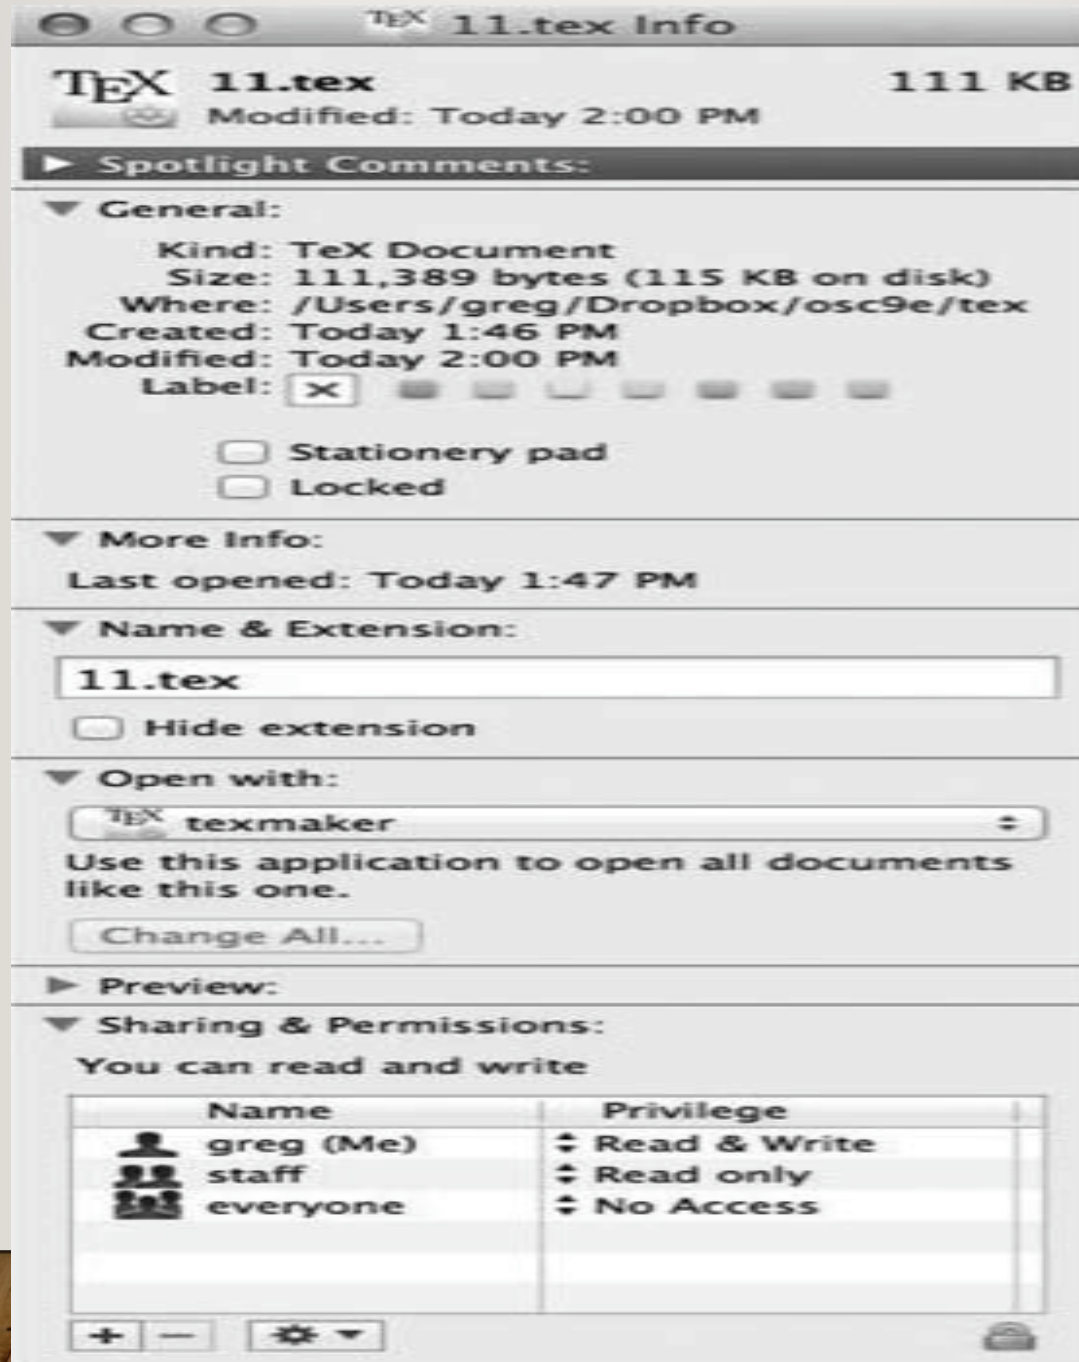 TEX 11.tex Info
TEX 11.tex 111 KB
Modified: Today 2:00 PM
Spotlight Comments:
General:
Kind: TeX Document
Size: 111,389 bytes (115 KB on disk)
Where: /Users/greg/Dropbox/osc9e/tex
Created: Today 1:46 PM
Modified: Today 2:00 PM
Label:
Stationery pad
Locked
More Info:
Last opened: Today 1:47 PM
Name & Extension:
11.tex
Hide extension
Open with:
TEX texmaker
Use this application to open all documents
like this one.
Change All...
Preview:
Sharing & Permissions:
You can read and write
Name Privilege
greg (Me) Read & Write
staff Read only
everyone No Access